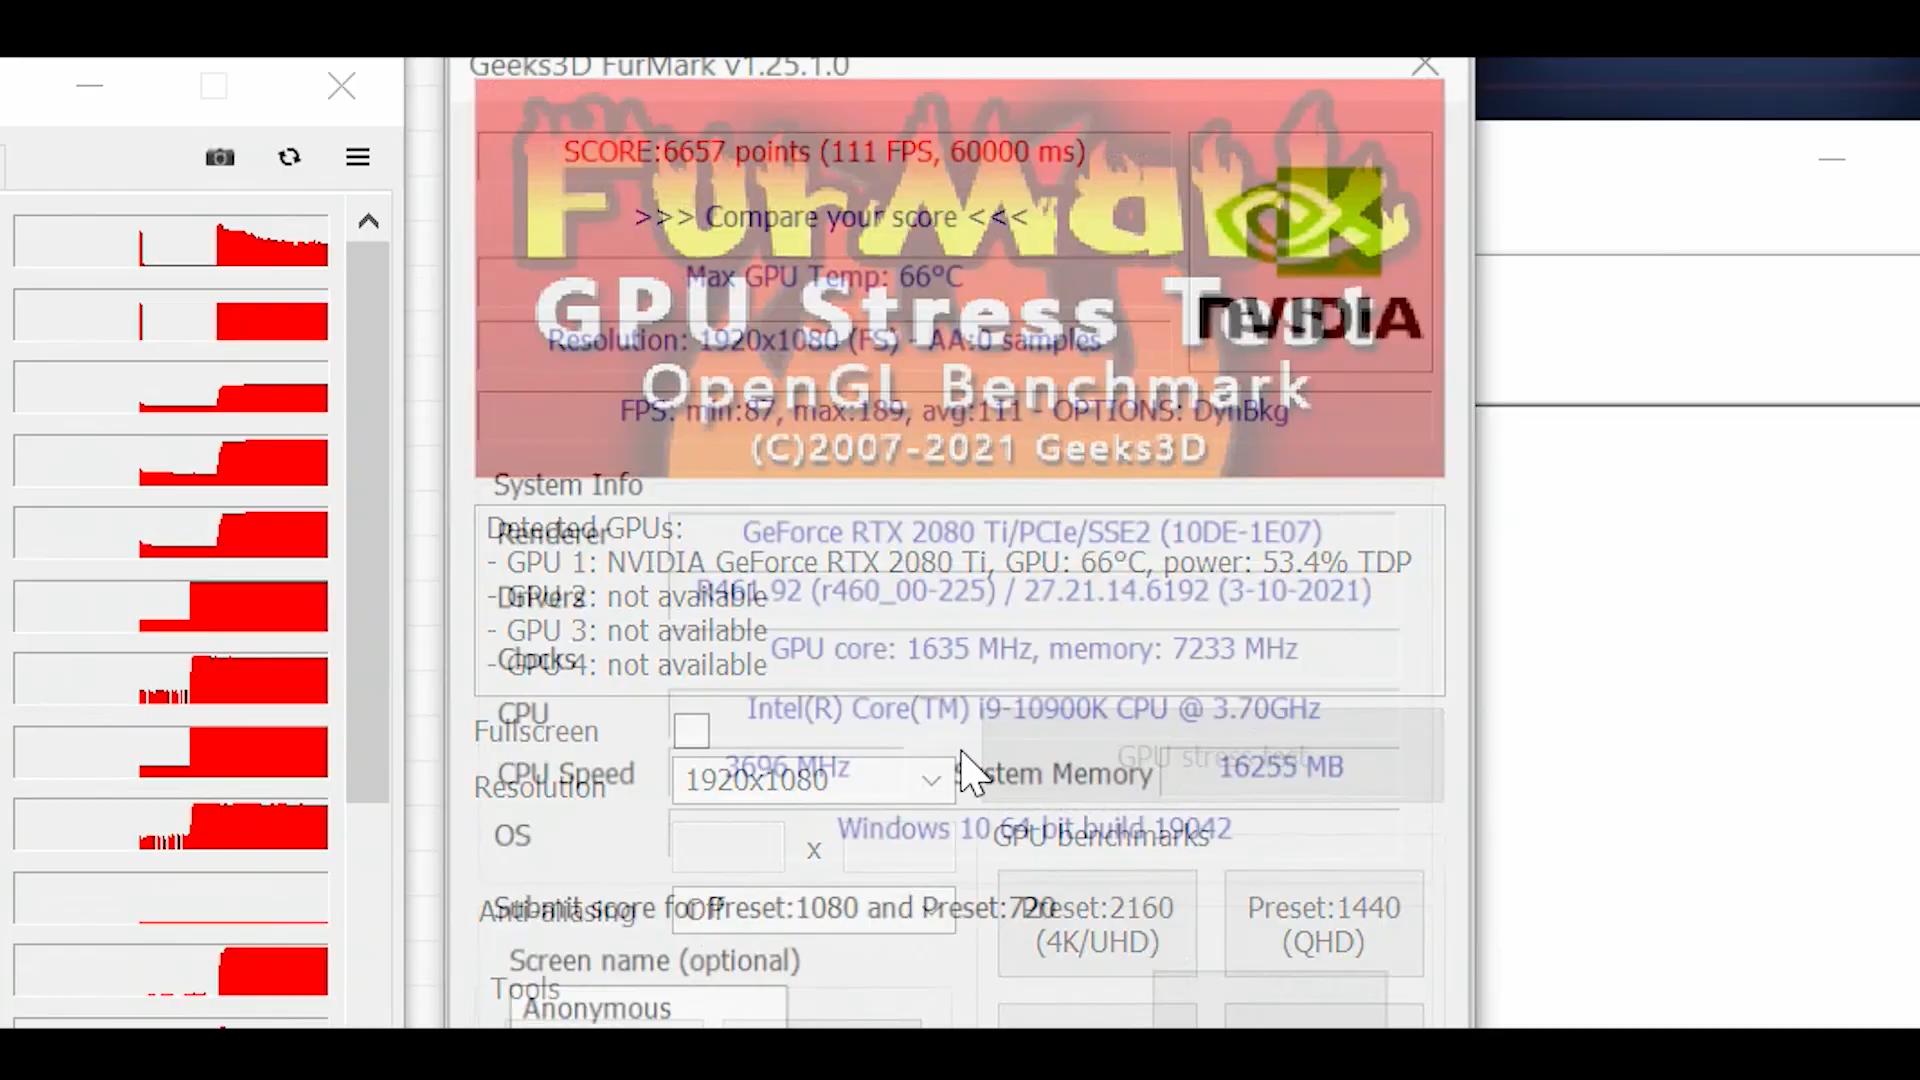 Geeks3D FurMark v1.25.1.0
FurMark
SCORE:6657 points (111 FPS, 60000 ms)
>>> Compare your score <<<
Max GPU Temp: 66°C
GPU Stress Test
NVIDIA
Resolution: 1920x1080 (FS) - AA:0 samples
OpenGL Benchmark
FPS: min:87, max:189, avg:111 - OPTIONS: DynBkg
(C)2007-2021 Geeks3D
System Info
Detected GPUs:
Renderer
GeForce RTX 2080 Ti/PCIe/SSE2 (10DE-1E07)
- GPU 1: NVIDIA GeForce RTX 2080 Ti, GPU: 66°C, power: 53.4% TDP
Drivers
R461.92 (r460_00-225) / 27.21.14.6192 (3-10-2021)
- GPU 2: not available
- GPU 3: not available
Clocks
GPU core: 1635 MHz, memory: 7233 MHz
- GPU 4: not available
CPU
Intel(R) Core(TM) i9-10900K CPU @ 3.70GHz
Fullscreen
GPU stress test
CPU Speed
3696 MHz
System Memory
16255 MB
Resolution
1920x1080
OS
Windows 10 64-bit build 19042
GPU benchmarks
x
Submit score for Preset:1080 and Preset:720
Anti-aliasing
Off
Preset:2160
(4K/UHD)
Preset:1440
(QHD)
Screen name (optional)
Tools
Anonymous